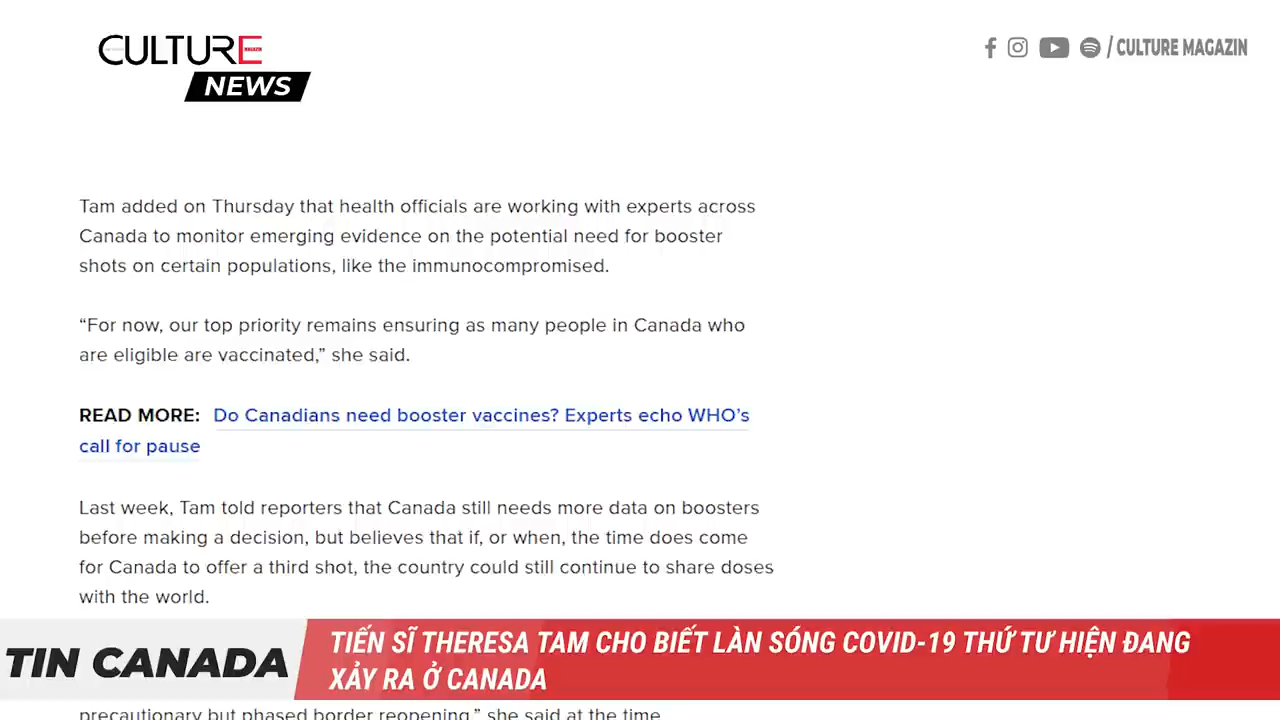 CULTURE
NEWS
/ CULTURE MAGAZIN
Tam added on Thursday that health officials are working with experts across
Canada to monitor emerging evidence on the potential need for booster
shots on certain populations, like the immunocompromised.
“For now, our top priority remains ensuring as many people in Canada who
are eligible are vaccinated,” she said.
READ MORE: Do Canadians need booster vaccines? Experts echo WHO’s
call for pause
Last week, Tam told reporters that Canada still needs more data on boosters
before making a decision, but believes that if, or when, the time does come
for Canada to offer a third shot, the country could still continue to share doses
with the world.
TIN CANADA
TIẾN SĨ THERESA TAM CHO BIẾT LÀN SÓNG COVID-19 THỨ TƯ HIỆN ĐANG
XẢY RA Ở CANADA
precautionary but phased border reopening,” she said at the time